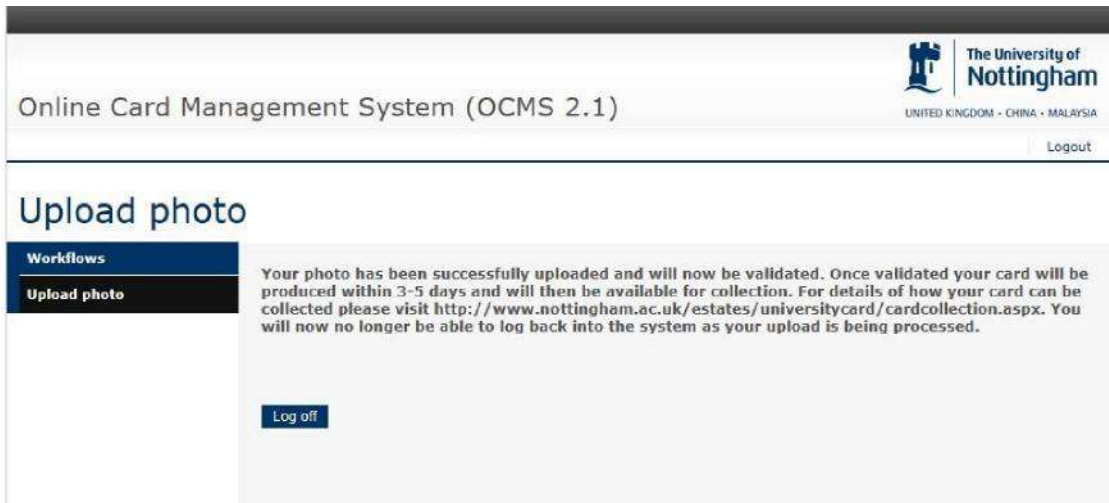 The University of
Nottingham
UNITED KINGDOM • CHINA • MALAYSIA
Online Card Management System (OCMS 2.1)
Logout
Upload photo
Workflows
Upload photo
Your photo has been successfully uploaded and will now be validated. Once validated your card will be
produced within 3-5 days and will then be available for collection. For details of how your card can be
collected please visit http://www.nottingham.ac.uk/estates/universitycard/cardcollection.aspx. You
will now no longer be able to log back into the system as your upload is being processed.
Log off